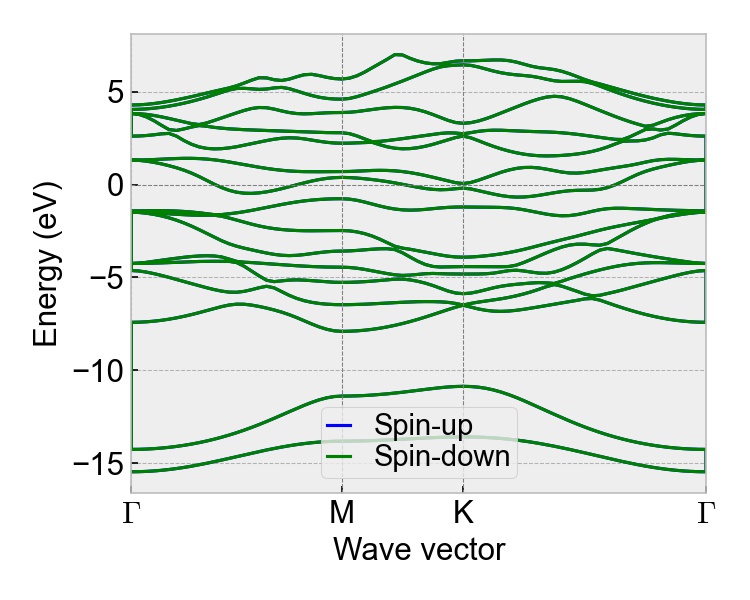 5
0
−5
−10
−15
Energy (eV)
Spin-up
Spin-down
Γ M K Γ
Wave vector